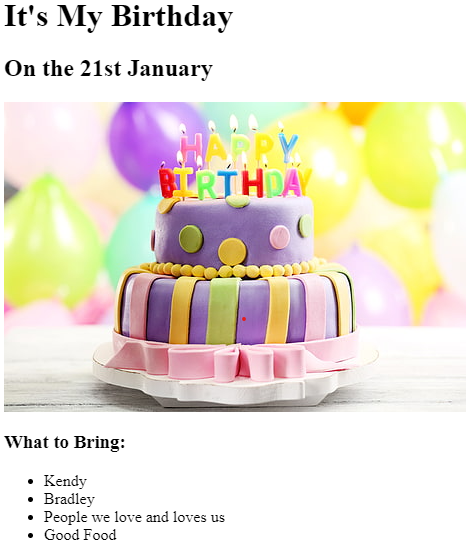 It's My Birthday
On the 21st January
HAPPY
BIRTHDAY
What to Bring:
Kendy
Bradley
People we love and loves us
Good Food